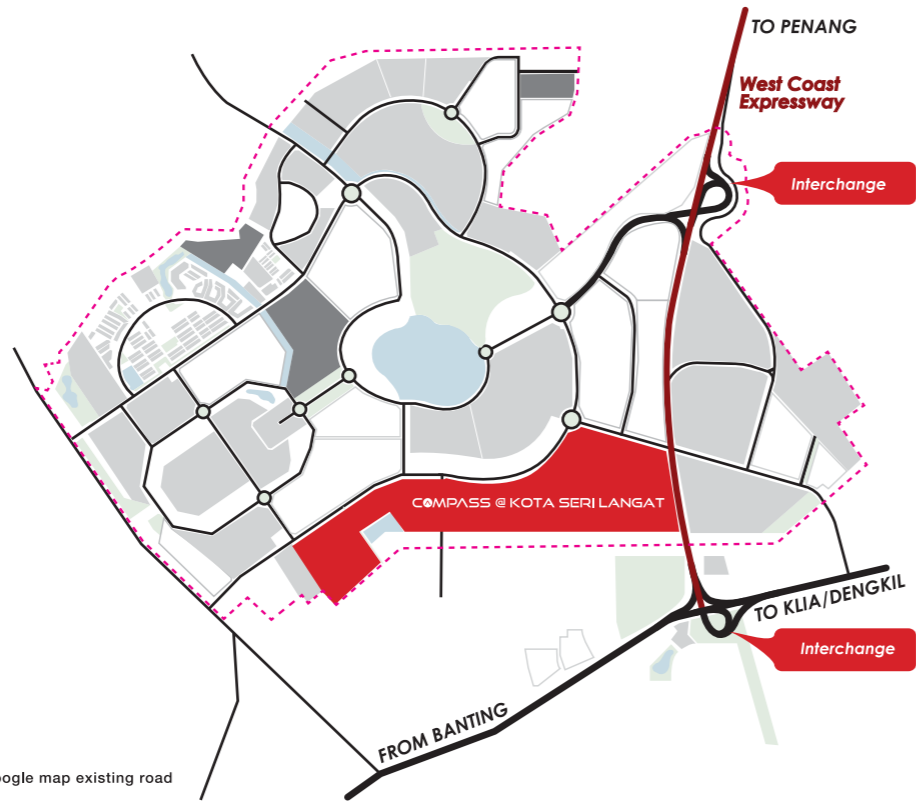 TO PENANG
West Coast
Expressway
Interchange
COMPASS @ KOTA SERI LANGAT
TO KLIA/DENGKIL
Interchange
FROM BANTING
map existing road